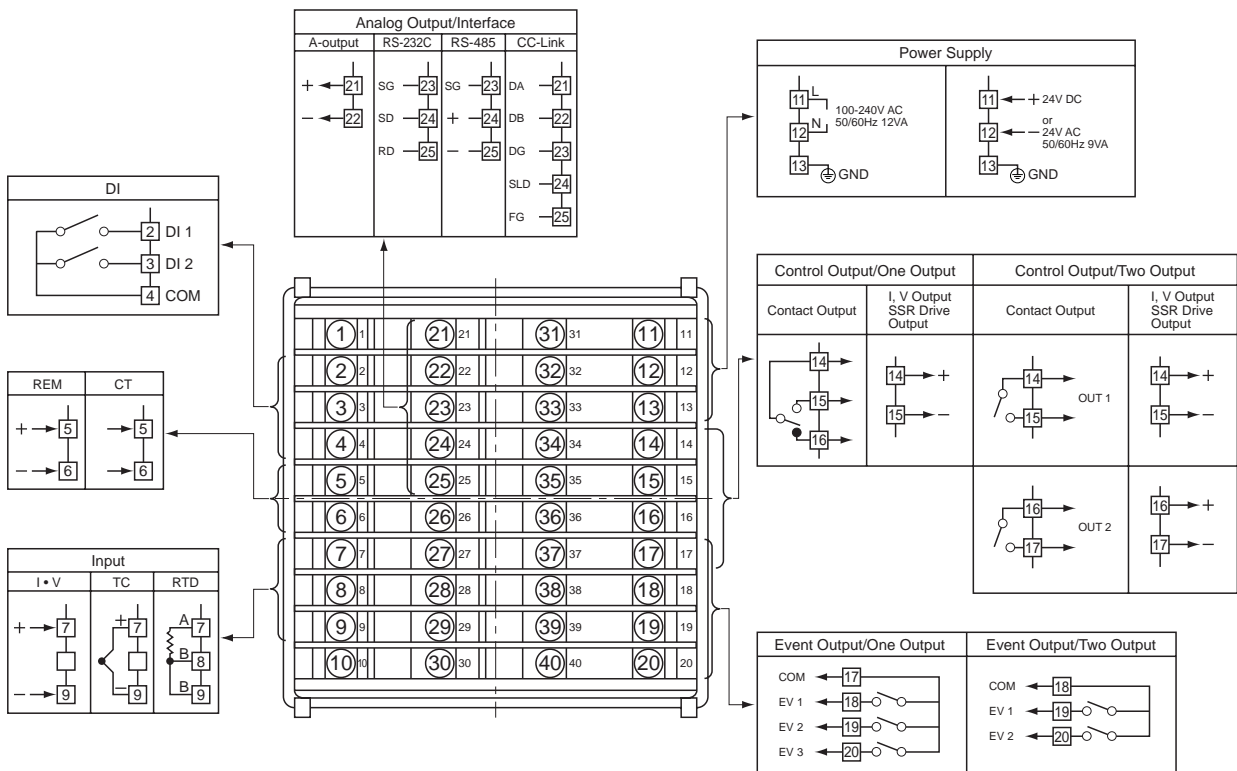 Analog Output/Interface
A-output RS-232C RS-485 CC-Link
+ 21 SG 23 SG 23 DA 21
− 22 SD 24 + 24 DB 22
RD 25 − 25 DG 23
SLD 24
FG 25
Power Supply
11 L 100-240V AC
12 N 50/60Hz 12VA
13 GND
11 + 24V DC
or
12 − 24V AC
50/60Hz 9VA
13 GND
DI
2 DI 1
3 DI 2
4 COM
REM CT
+ 5 5
− 6 6
Input
I • V TC RTD
+ 7 + 7 A 7
B 8
− 9 − 9 B 9
1 1 21 21 31 31 11 11
2 2 22 22 32 32 12 12
3 3 23 23 33 33 13 13
4 4 24 24 34 34 14 14
5 5 25 25 35 35 15 15
6 6 26 26 36 36 16 16
7 7 27 27 37 37 17 17
8 8 28 28 38 38 18 18
9 9 29 29 39 39 19 19
10 10 30 30 40 40 20 20
Control Output/One Output Control Output/Two Output
Contact Output
I, V Output
SSR Drive
Output
Contact Output
I, V Output
SSR Drive
Output
14 14 + 14 14 +
OUT 1
15 15 − 15 15 −
16
16 16 +
OUT 2
17 17 −
Event Output/One Output Event Output/Two Output
COM 17
EV 1 18
EV 2 19
EV 3 20
COM 18
EV 1 19
EV 2 20